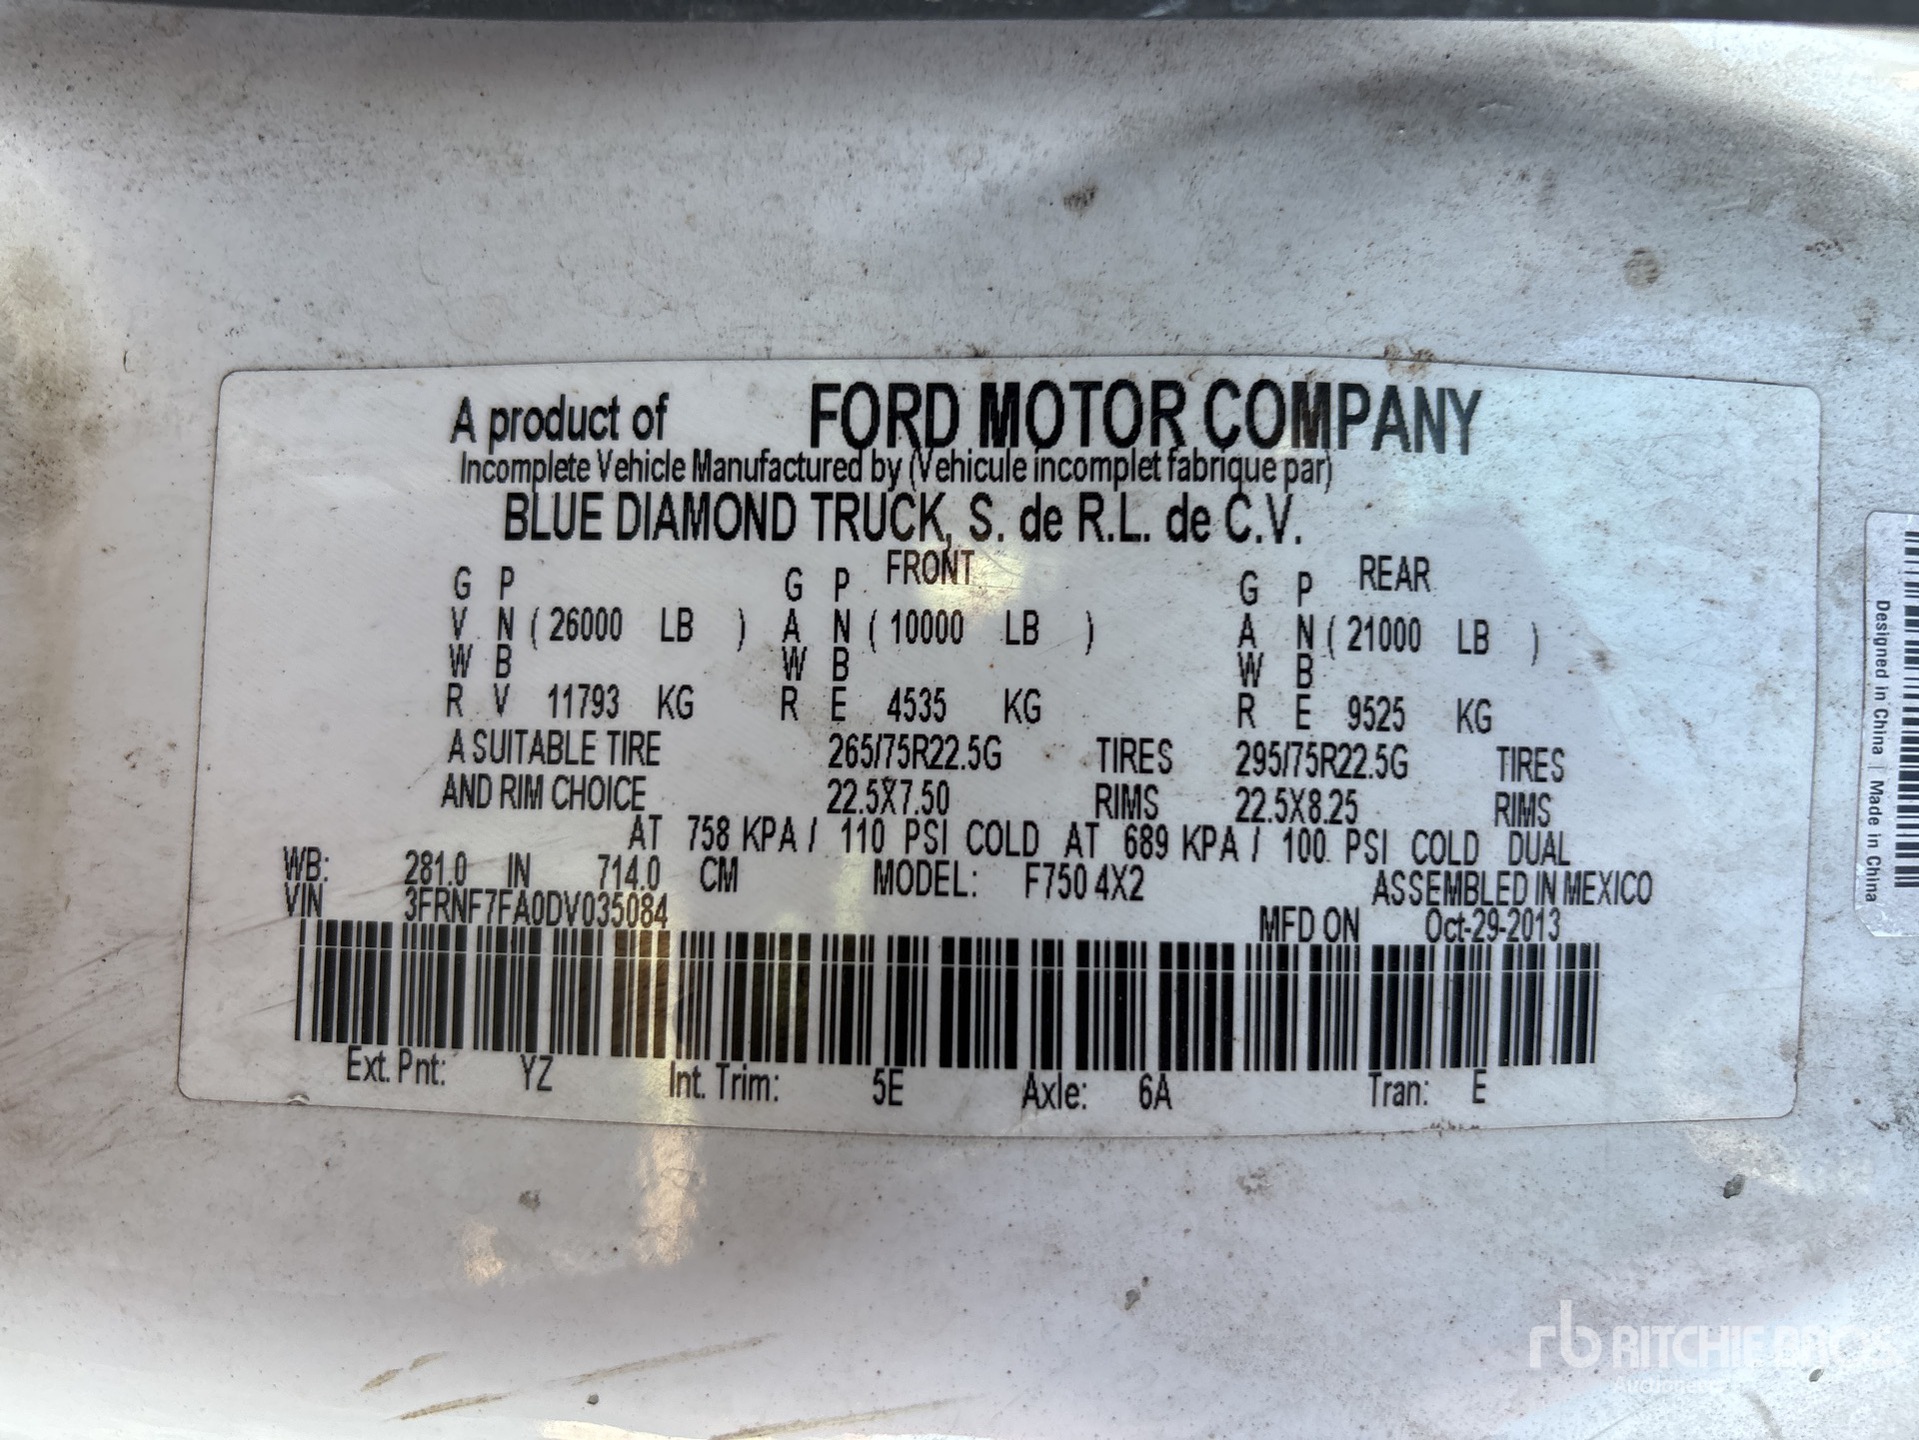 A product of FORD MOTOR COMPANY
Incomplete Vehicle Manufactured by (Vehicule incomplet fabrique par)
BLUE DIAMOND TRUCK, S. de R.L. de C.V.
G P G P FRONT G P REAR
V N ( 26000 LB ) A N ( 10000 LB ) A N ( 21000 LB )
W B W B W B
R V 11793 KG R E 4535 KG R E 9525 KG
A SUITABLE TIRE 265/75R22.5G TIRES 295/75R22.5G TIRES
AND RIM CHOICE 22.5X7.50 RIMS 22.5X8.25 RIMS
AT 758 KPA / 110 PSI COLD AT 689 KPA / 100 PSI COLD DUAL
WB: 281.0 IN 714.0 CM MODEL: F750 4X2 ASSEMBLED IN MEXICO
VIN 3FRNF7FA0DV035084 MFD ON Oct-29-2013
Ext. Pnt: YZ Int. Trim: 5E Axle: 6A Tran: E
Designed in China | Made in China
rb RITCHIE BROS
Auctioneers